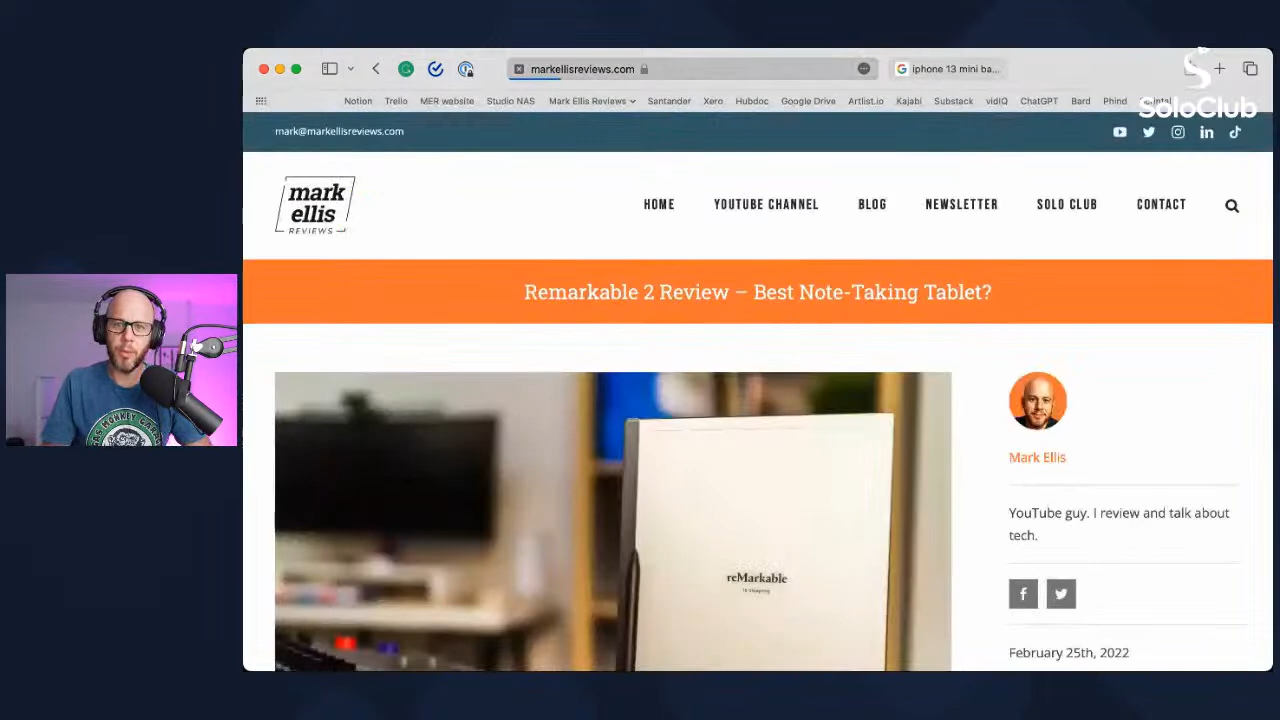 markellisreviews.com
iphone 13 mini ba...
SoloClub
Notion Trello MER website Studio NAS Mark Ellis Reviews Santander Xero Hubdoc Google Drive Artlist.io Kajabi Substack vidIQ ChatGPT Bard Phind
mark@markellisreviews.com
mark
ellis
REVIEWS
HOME YOUTUBE CHANNEL BLOG NEWSLETTER SOLO CLUB CONTACT
Remarkable 2 Review – Best Note-Taking Tablet?
Mark Ellis
YouTube guy. I review and talk about
tech.
reMarkable
February 25th, 2022